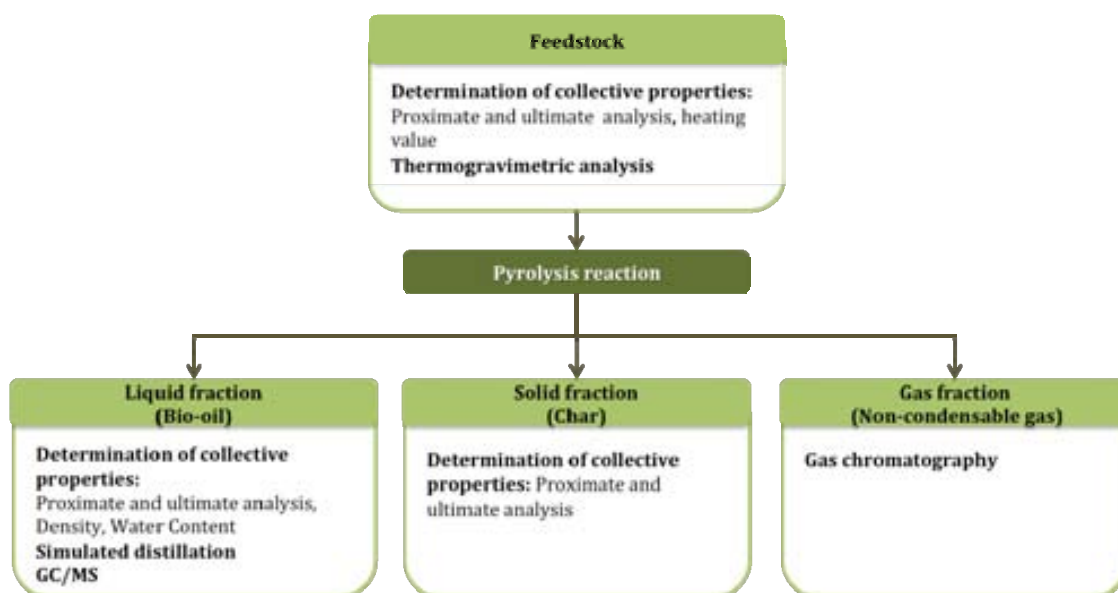 Feedstock
Determination of collective properties:
Proximate and ultimate analysis, heating
value
Thermogravimetric analysis
Pyrolysis reaction
Liquid fraction
(Bio-oil)
Determination of collective
properties:
Proximate and ultimate analysis,
Density, Water Content
Simulated distillation
GC/MS
Solid fraction
(Char)
Determination of collective
properties: Proximate and
ultimate analysis
Gas fraction
(Non-condensable gas)
Gas chromatography